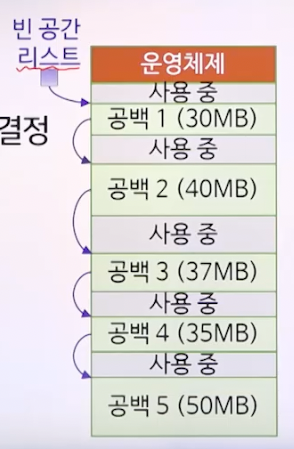 빈 공간
리스트
결정
운영체제
사용 중
공백 1 (30MB)
사용 중
공백 2 (40MB)
사용 중
공백 3 (37MB)
사용 중
공백 4 (35MB)
사용 중
공백 5 (50MB)